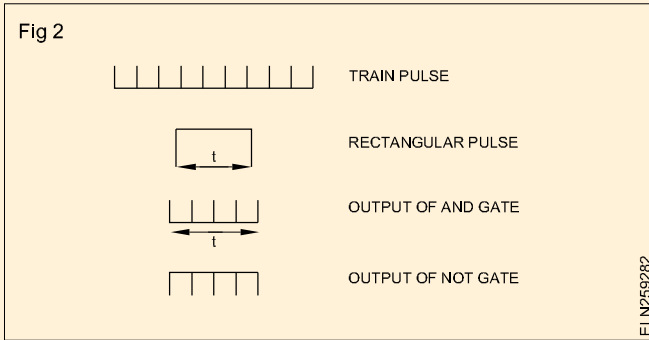 Fig 2
TRAIN PULSE
t
RECTANGULAR PULSE
OUTPUT OF AND GATE
t
OUTPUT OF NOT GATE
ELN259282